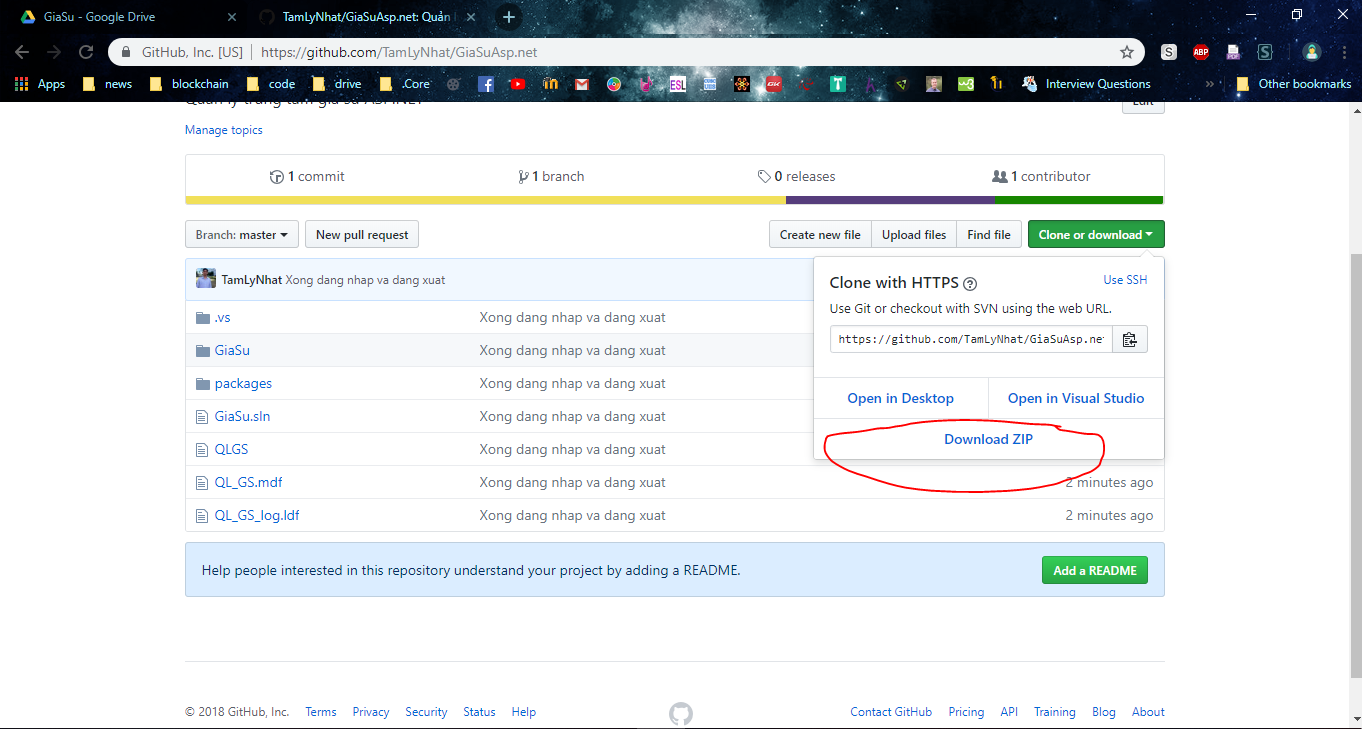 GiaSu - Google Drive
TamLyNhat/GiaSuAsp.net: Quản
GitHub, Inc. [US] | https://github.com/TamLyNhat/GiaSuAsp.net
Apps news blockchain code drive .Core ESL GK Interview Questions » Other bookmarks
Quản lý trung tâm gia sư ASP.NET Edit
Manage topics
1 commit 1 branch 0 releases 1 contributor
Branch: master New pull request Create new file Upload files Find file Clone or download
TamLyNhat Xong dang nhap va dang xuat
Clone with HTTPS Use SSH
Use Git or checkout with SVN using the web URL.
https://github.com/TamLyNhat/GiaSuAsp.ne
Open in Desktop Open in Visual Studio
Download ZIP
.vs Xong dang nhap va dang xuat
GiaSu Xong dang nhap va dang xuat
packages Xong dang nhap va dang xuat
GiaSu.sln Xong dang nhap va dang xuat
QLGS Xong dang nhap va dang xuat
QL_GS.mdf Xong dang nhap va dang xuat 2 minutes ago
QL_GS_log.ldf Xong dang nhap va dang xuat 2 minutes ago
Help people interested in this repository understand your project by adding a README. Add a README
© 2018 GitHub, Inc. Terms Privacy Security Status Help Contact GitHub Pricing API Training Blog About